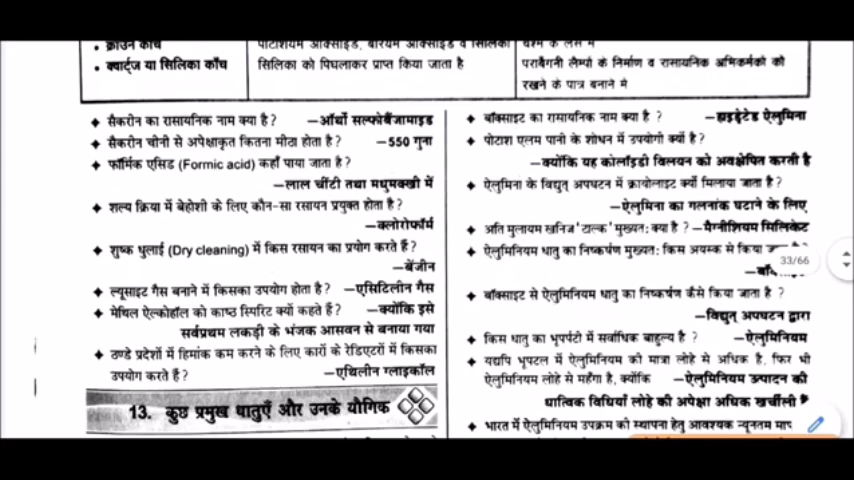 • क्राउन काँच
पोटाशियम ऑक्साइड, बेरियम ऑक्साइड व सिलिका
चश्मे के लेंस में
• क्वार्ट्ज या सिलिका काँच
सिलिका को पिघलाकर प्राप्त किया जाता है
पराबैंगनी लैम्पों के निर्माण व रासायनिक अभिकर्मकों को
रखने के पात्र बनाने में
♦ सैकरीन का रासायनिक नाम क्या है? –ऑर्थो सल्फोबेंजामाइड
♦ सैकरीन चीनी से अपेक्षाकृत कितना मीठा होता है? –550 गुना
♦ फॉर्मिक एसिड (Formic acid) कहाँ पाया जाता है?
–लाल चींटी तथा मधुमक्खी में
♦ शल्य क्रिया में बेहोशी के लिए कौन-सा रसायन प्रयुक्त होता है?
–क्लोरोफॉर्म
♦ शुष्क धुलाई (Dry cleaning) में किस रसायन का प्रयोग करते हैं?
–बेंजीन
♦ ल्यूसाइट गैस बनाने में किसका उपयोग होता है? –एसिटिलीन गैस
♦ मेथिल ऐल्कोहॉल को काष्ठ स्पिरिट क्यों कहते हैं? –क्योंकि इसे
सर्वप्रथम लकड़ी के भंजक आसवन से बनाया गया
♦ ठण्डे प्रदेशों में हिमांक कम करने के लिए कारों के रेडिएटरों में किसका
उपयोग करते हैं? –एथिलीन ग्लाइकॉल
13. कुछ प्रमुख धातुएँ और उनके यौगिक
♦ बॉक्साइट का रासायनिक नाम क्या है ? –हाइड्रेटेड ऐलुमिना
♦ पोटाश एलम पानी के शोधन में उपयोगी क्यों है?
–क्योंकि यह कोलॉइडी विलयन को अवक्षेपित करती है
♦ ऐलुमिना के विद्युत् अपघटन में क्रायोलाइट क्यों मिलाया जाता है?
–ऐलुमिना का गलनांक घटाने के लिए
♦ अति मुलायम खनिज 'टाल्क' मुख्यत: क्या है ? –मैग्नीशियम सिलिकेट
♦ ऐलुमिनियम धातु का निष्कर्षण मुख्यत: किस अयस्क से किया
33/66
♦ बॉक्साइट से ऐलुमिनियम धातु का निष्कर्षण कैसे किया जाता है ?
–विद्युत् अपघटन द्वारा
♦ किस धातु का भूपर्पटी में सर्वाधिक बाहुल्य है ? –ऐलुमिनियम
♦ यद्यपि भूपटल में ऐलुमिनियम की मात्रा लोहे से अधिक है, फिर भी
ऐलुमिनियम लोहे से महँगा है, क्योंकि –ऐलुमिनियम उत्पादन की
धात्विक विधियाँ लोहे की अपेक्षा अधिक खर्चीली
♦ भारत में ऐलुमिनियम उपक्रम की स्थापना हेतु आवश्यक न्यूनतम